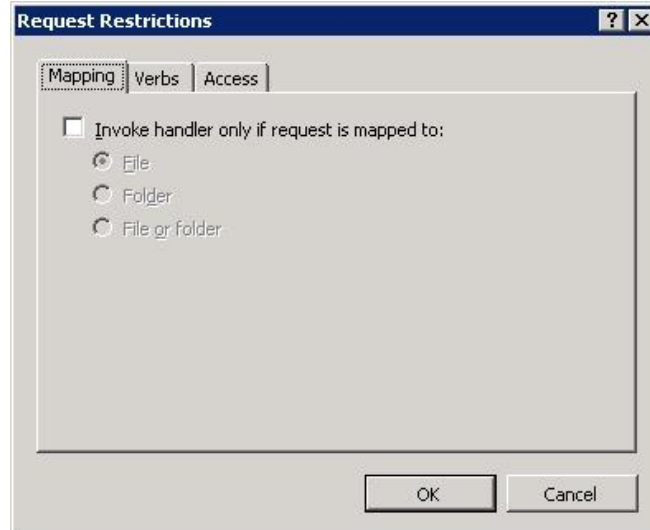 Request Restrictions
Mapping Verbs Access
Invoke handler only if request is mapped to:
File
Folder
File or folder
OK Cancel